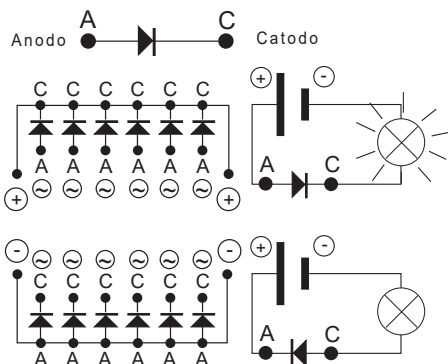 Anodo A C Catodo
C C C C C C
A A A A A A
+ ~ ~ ~ ~ ~ ~ +
+ -
A C
- ~ ~ ~ ~ ~ ~ -
C C C C C C
A A A A A A
+ -
A C